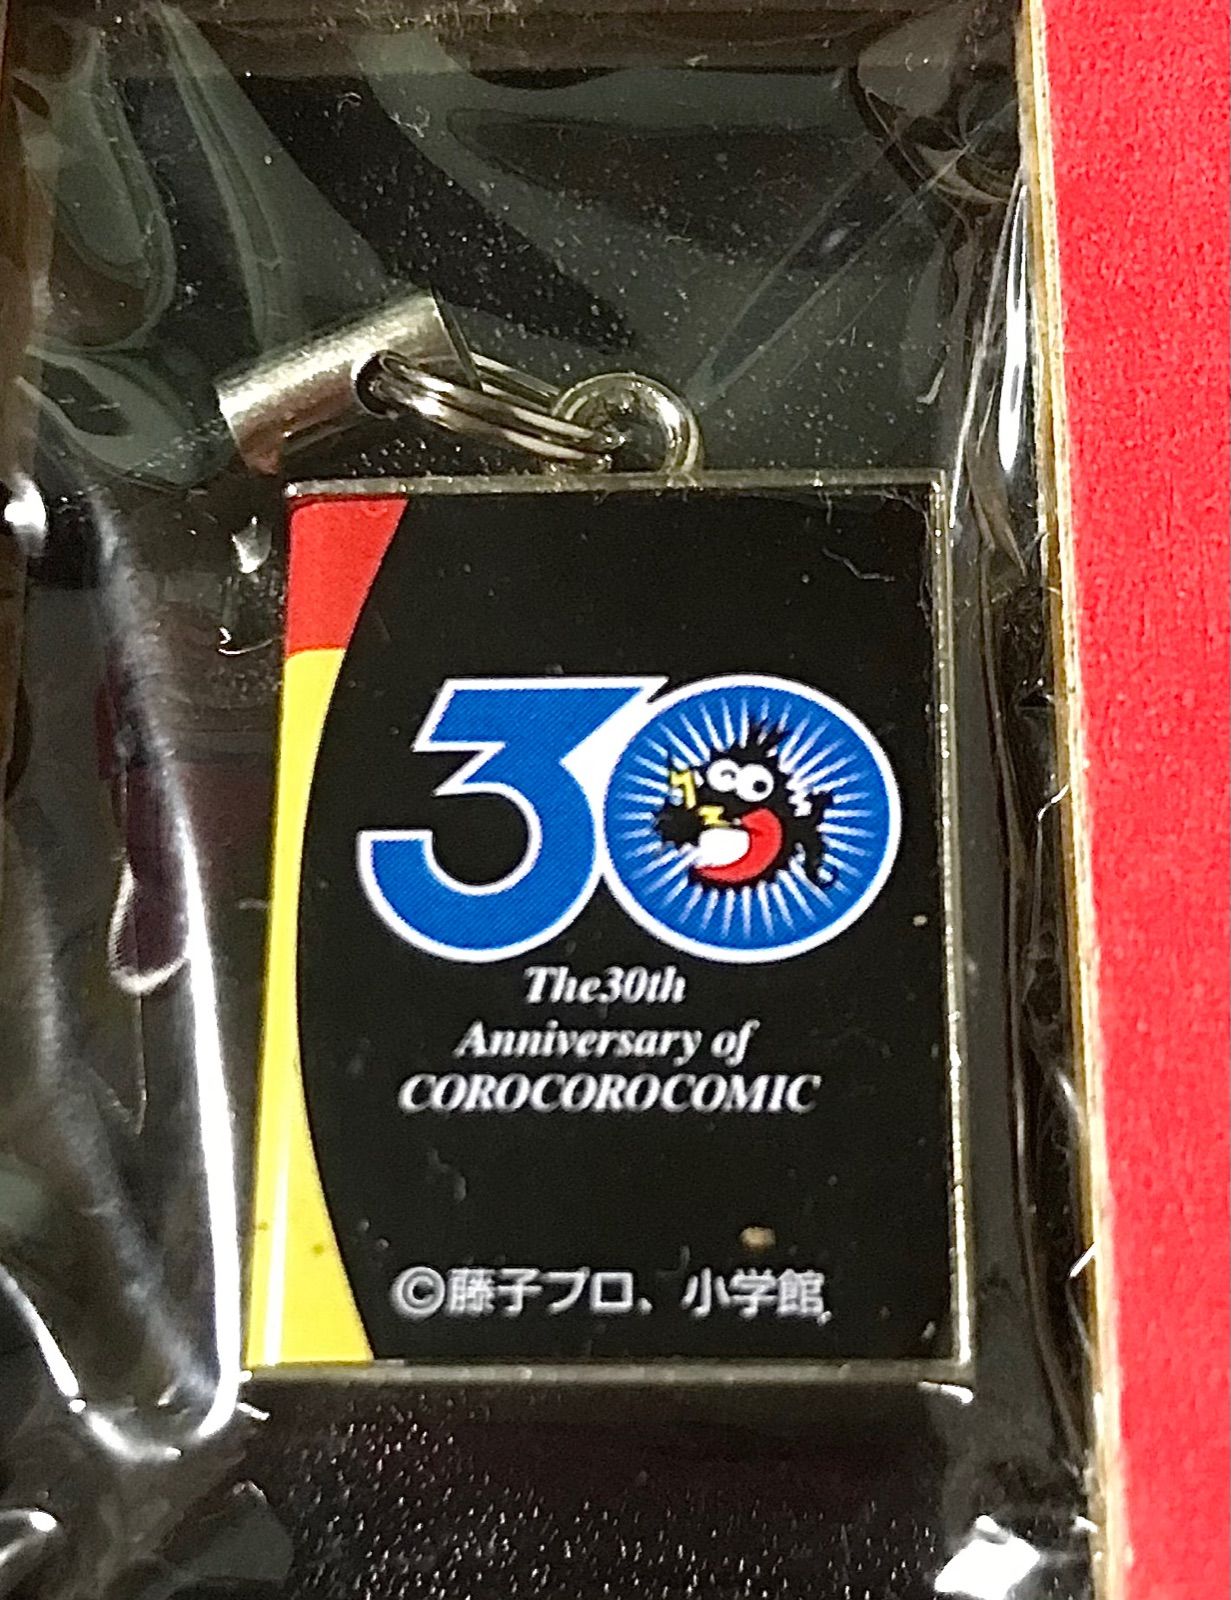 30
The30th
Anniversary of
COROCOROCOMIC
©藤子プロ、小学館